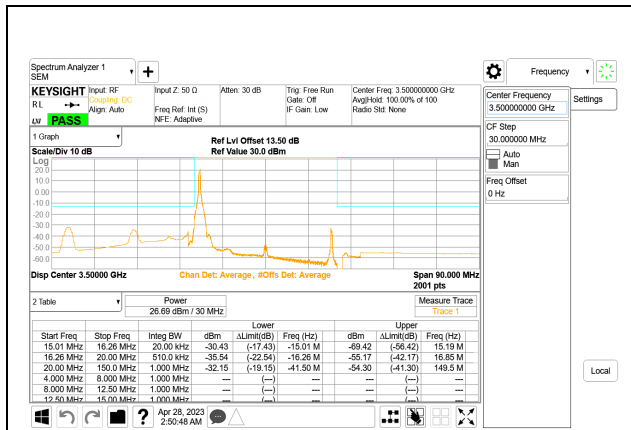 Spectrum Analyzer 1
SEM
+
Frequency
KEYSIGHT
Input: RF
Input Z: 50 Ω
Atten: 30 dB
Trig: Free Run
Center Freq: 3.500000000 GHz
Coupling: DC
Gate: Off
Avg|Hold: 100.00% of 100
R L
Align: Auto
Freq Ref: Int (S)
IF Gain: Low
Radio Std: None
LXI
PASS
NFE: Adaptive
Center Frequency
3.500000000 GHz
Settings
CF Step
30.000000 MHz
Auto
Man
Freq Offset
0 Hz
1 Graph
Ref Lvl Offset 13.50 dB
Scale/Div 10 dB
Ref Value 30.0 dBm
Log
20.0
10.0
0.00
-10.0
-20.0
-30.0
-40.0
-50.0
-60.0
Disp Center 3.50000 GHz
Chan Det: Average, #Offs Det: Average
Span 90.000 MHz
2001 pts
2 Table
Power
Measure Trace
26.69 dBm / 30 MHz
Trace 1
Lower
Upper
Start Freq Stop Freq Integ BW dBm ΔLimit(dB) Freq (Hz) dBm ΔLimit(dB) Freq (Hz)
15.01 MHz 16.26 MHz 20.00 kHz -30.43 (-17.43) -15.01 M -69.42 (-56.42) 15.19 M
16.26 MHz 20.00 MHz 510.0 kHz -35.54 (-22.54) -16.26 M -55.17 (-42.17) 16.85 M
20.00 MHz 150.0 MHz 1.000 MHz -32.15 (-19.15) -41.50 M -54.30 (-41.30) 149.5 M
4.000 MHz 8.000 MHz 1.000 MHz --- (---) --- (---)
8.000 MHz 12.50 MHz 1.000 MHz --- (---) --- (---)
12.50 MHz 15.00 MHz 1.000 MHz --- (---) --- (---)
Local
?
Apr 28, 2023
2:50:48 AM